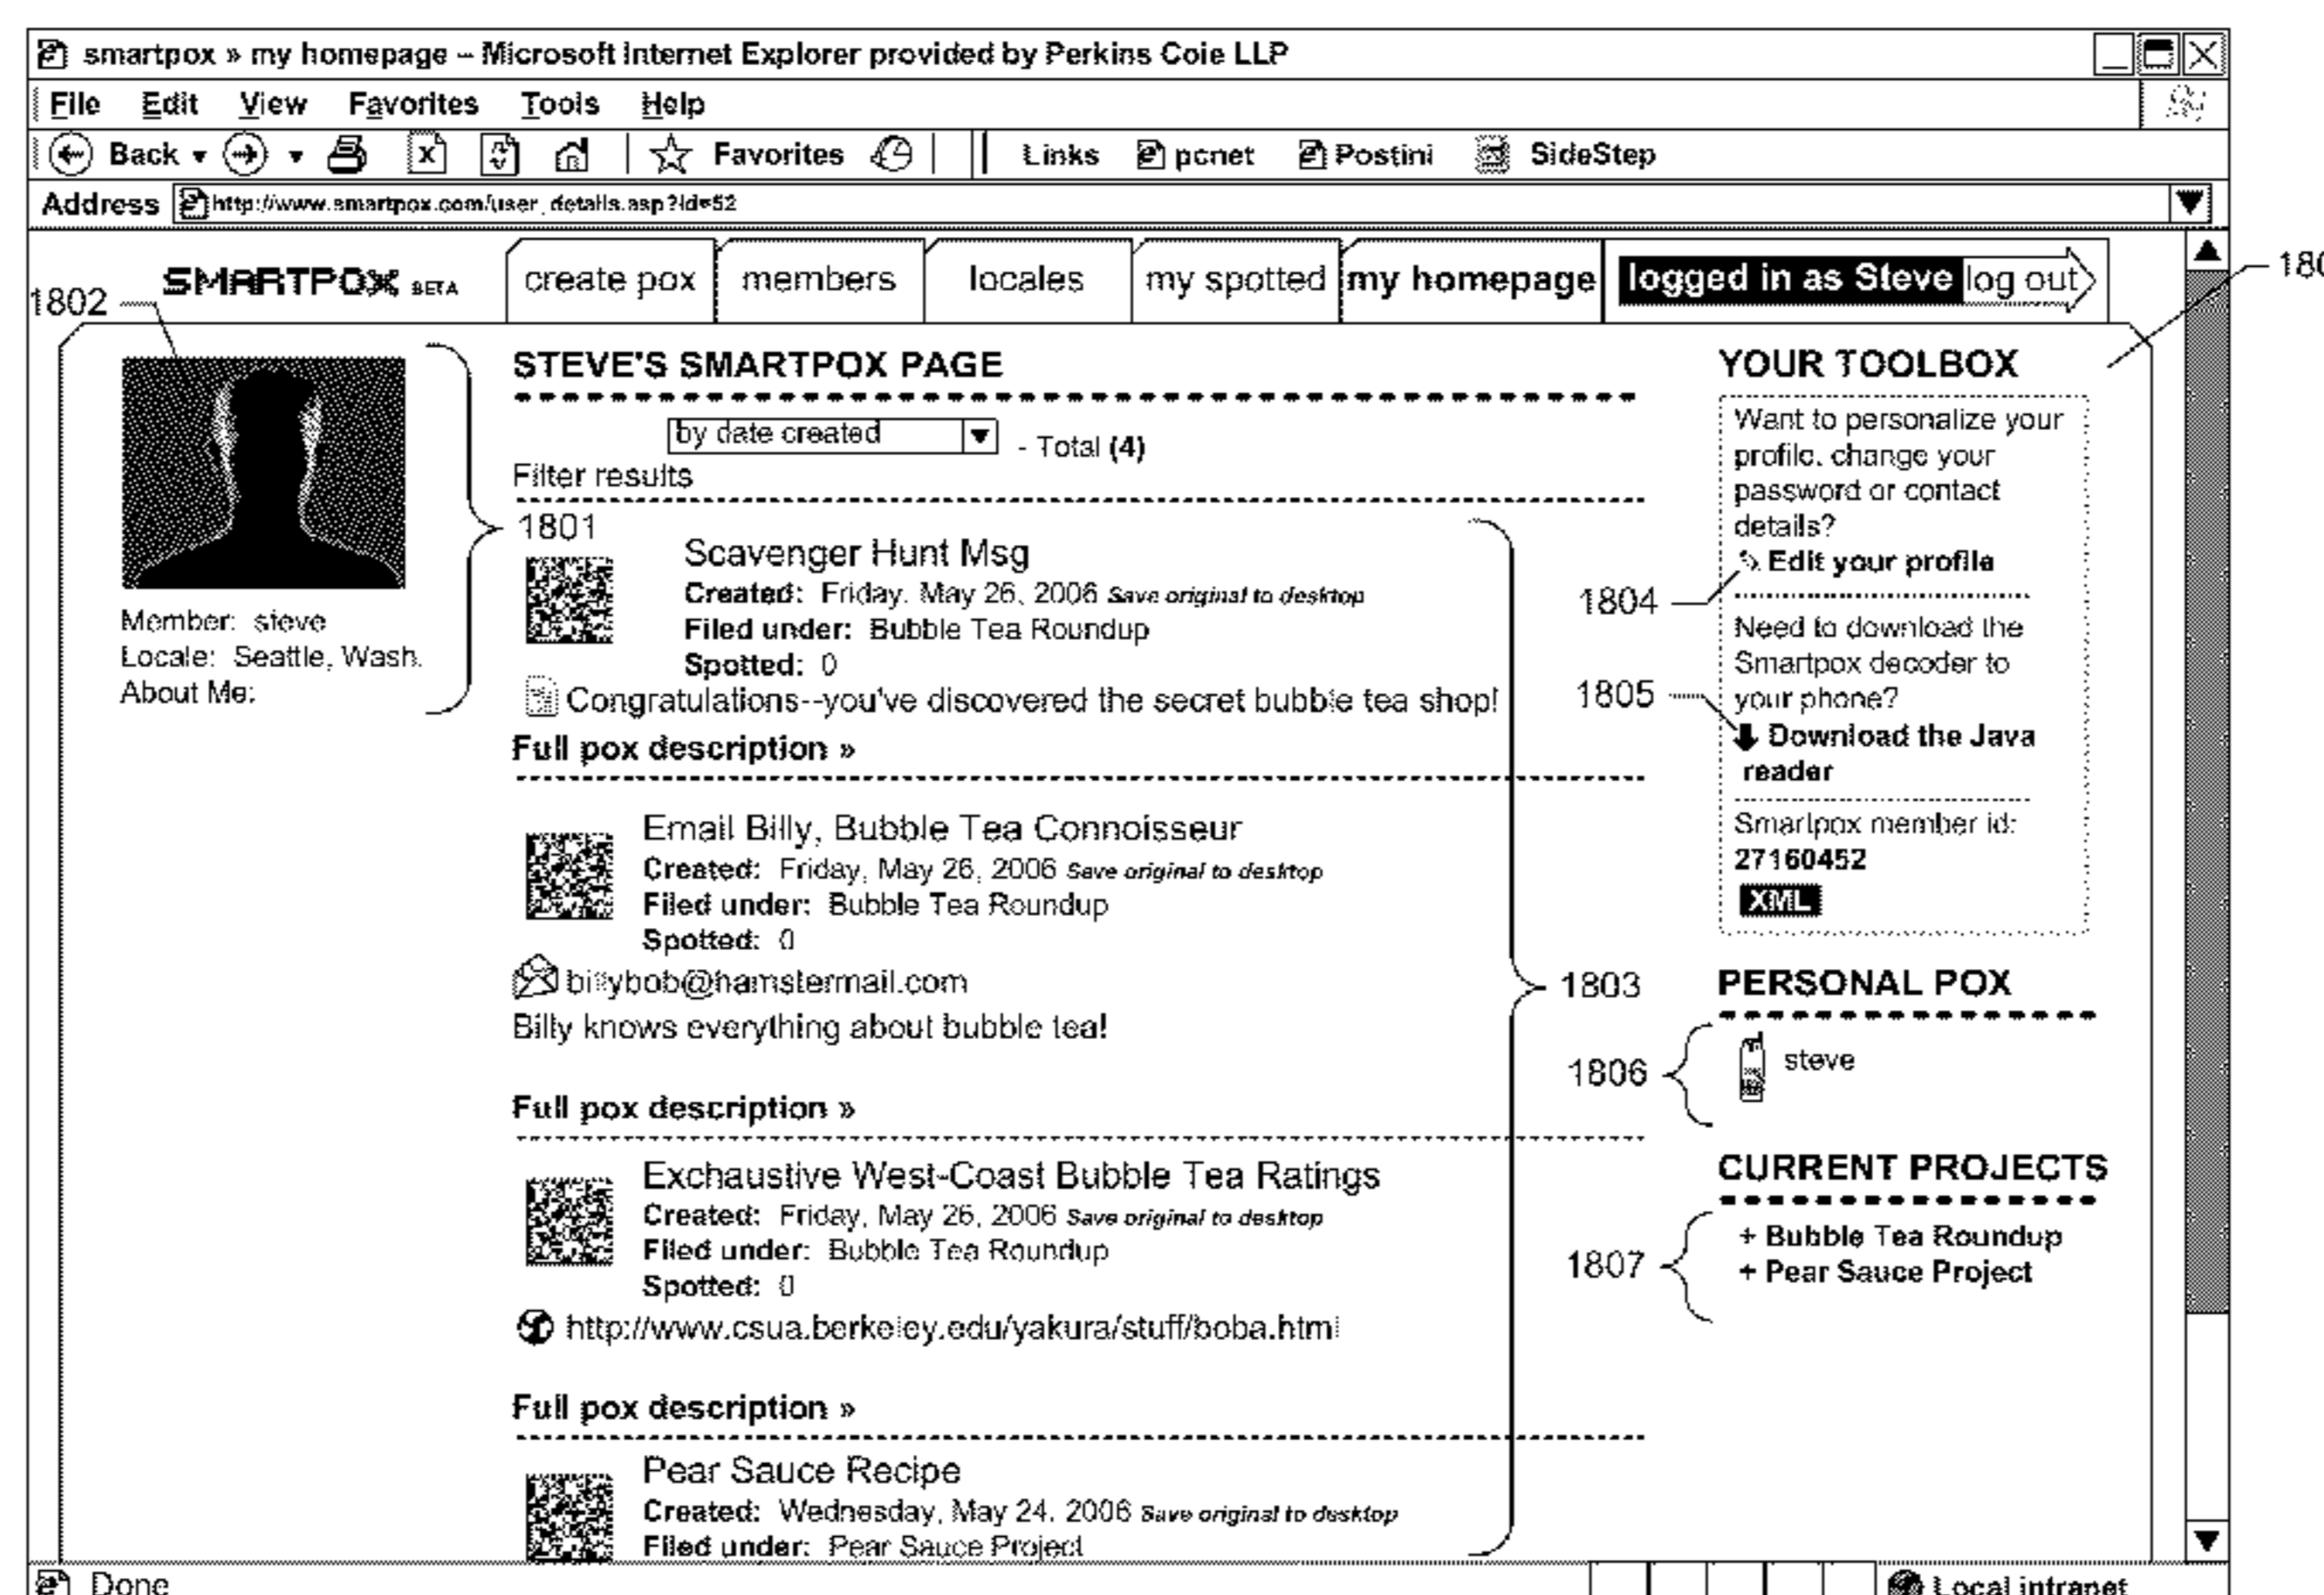 smartpox » my homepage – Microsoft Internet Explorer provided by Perkins Coie LLP
File Edit View Favorites Tools Help
Back Favorites Links pcnet Postini SideStep
Address http://www.smartpox.com/user_details.asp?id=52
SMARTPOX BETA create pox members locales my spotted my homepage logged in as Steve log out
1802
STEVE'S SMARTPOX PAGE
by date created - Total (4)
Filter results
1801
Member: steve
Locale: Seattle, Wash.
About Me:
Scavenger Hunt Msg
Created: Friday, May 26, 2006 Save original to desktop
Filed under: Bubble Tea Roundup
Spotted: 0
Congratulations--you've discovered the secret bubble tea shop!
Full pox description »
Email Billy, Bubble Tea Connoisseur
Created: Friday, May 26, 2006 Save original to desktop
Filed under: Bubble Tea Roundup
Spotted: 0
billybob@hamstermail.com
Billy knows everything about bubble tea!
Full pox description »
Exchaustive West-Coast Bubble Tea Ratings
Created: Friday, May 26, 2006 Save original to desktop
Filed under: Bubble Tea Roundup
Spotted: 0
http://www.csua.berkeley.edu/yakura/stuff/boba.html
Full pox description »
Pear Sauce Recipe
Created: Wednesday, May 24, 2006 Save original to desktop
Filed under: Pear Sauce Project
1803
YOUR TOOLBOX
Want to personalize your
profile, change your
password or contact
details?
Edit your profile
1804
Need to download the
Smartpox decoder to
your phone?
1805
Download the Java
reader
Smartpox member id:
27160452
XML
PERSONAL POX
1806
steve
CURRENT PROJECTS
1807
+ Bubble Tea Roundup
+ Pear Sauce Project
Done Local intranet